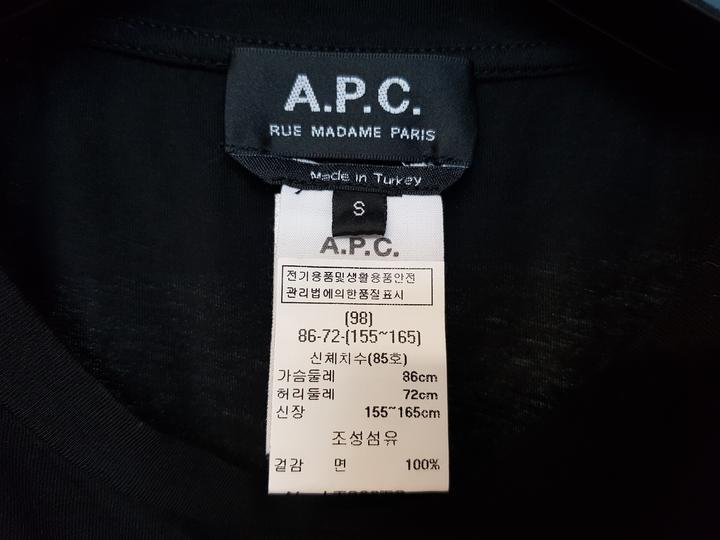 A.P.C.
RUE MADAME PARIS
Made in Turkey
S
A.P.C.
전기용품및생활용품안전
관리법에의한품질표시
(98)
86-72-(155~165)
신체치수(85호)
가슴둘레 86cm
허리둘레 72cm
신장 155~165cm
조성섬유
겉감 면 100%